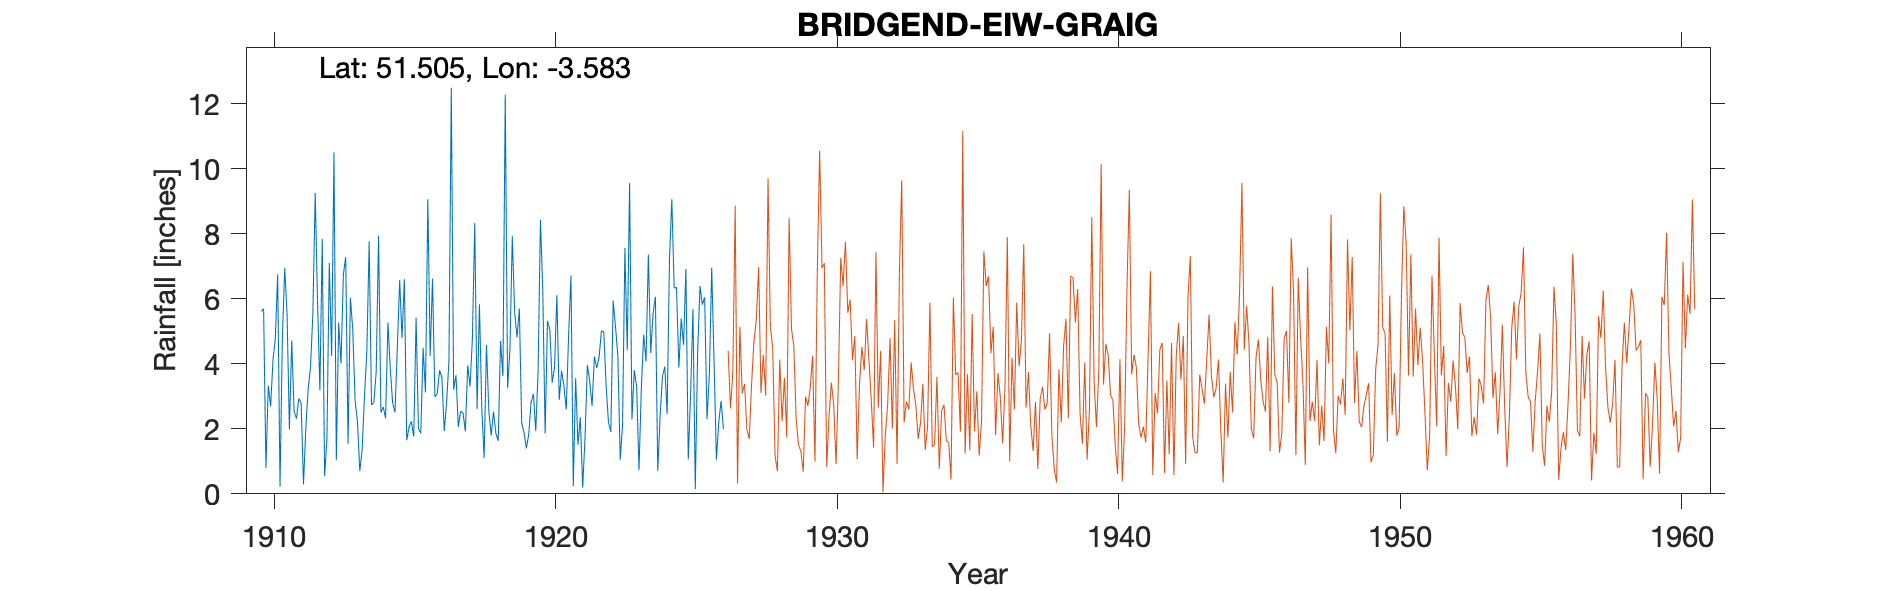 BRIDGEND-EIW-GRAIG
Lat: 51.505, Lon: -3.583
12
10
8
6
4
2
0
Rainfall [inches]
1910 1920 1930 1940 1950 1960
Year